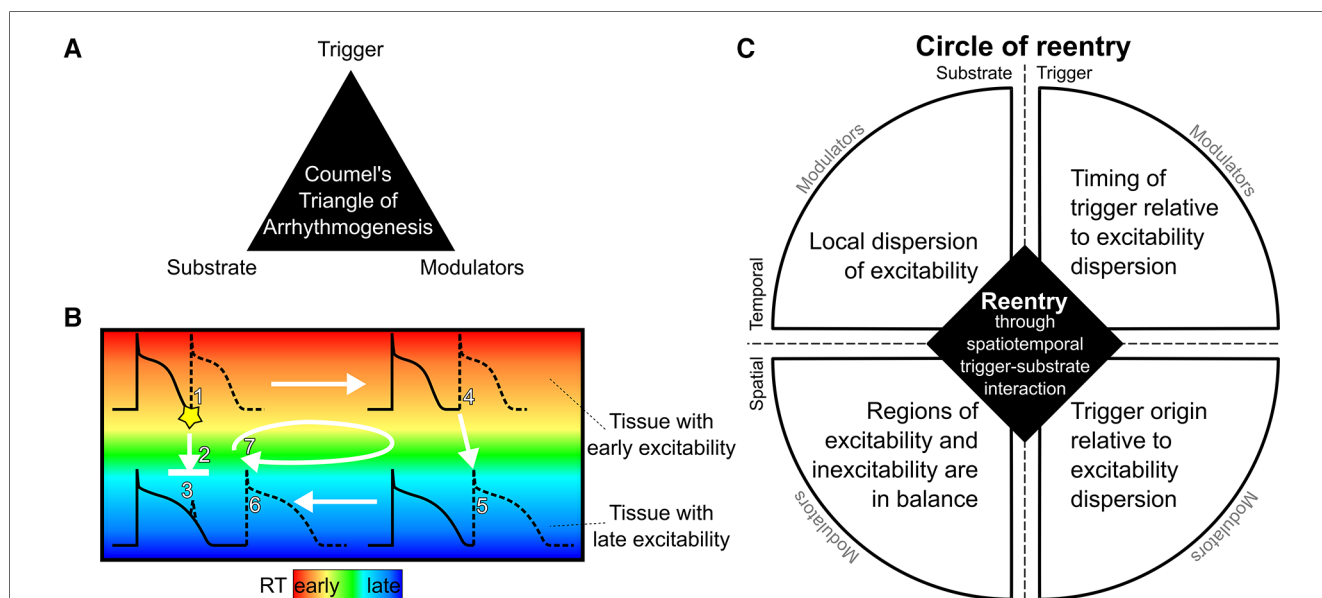 A
Trigger
Coumel's
Triangle of
Arrhythmogenesis
Substrate
Modulators
B
1
2
3
4
5
6
7
Tissue with
early excitability
Tissue with
late excitability
RT early late
C
Circle of reentry
Substrate
Trigger
Modulators
Modulators
Temporal
Local dispersion
of excitability
Timing of
trigger relative
to excitability
dispersion
Reentry
through
spatiotemporal
trigger-substrate
interaction
Spatial
Regions of
excitability and
inexcitability are
in balance
Trigger origin
relative to
excitability
dispersion
Modulators
Modulators